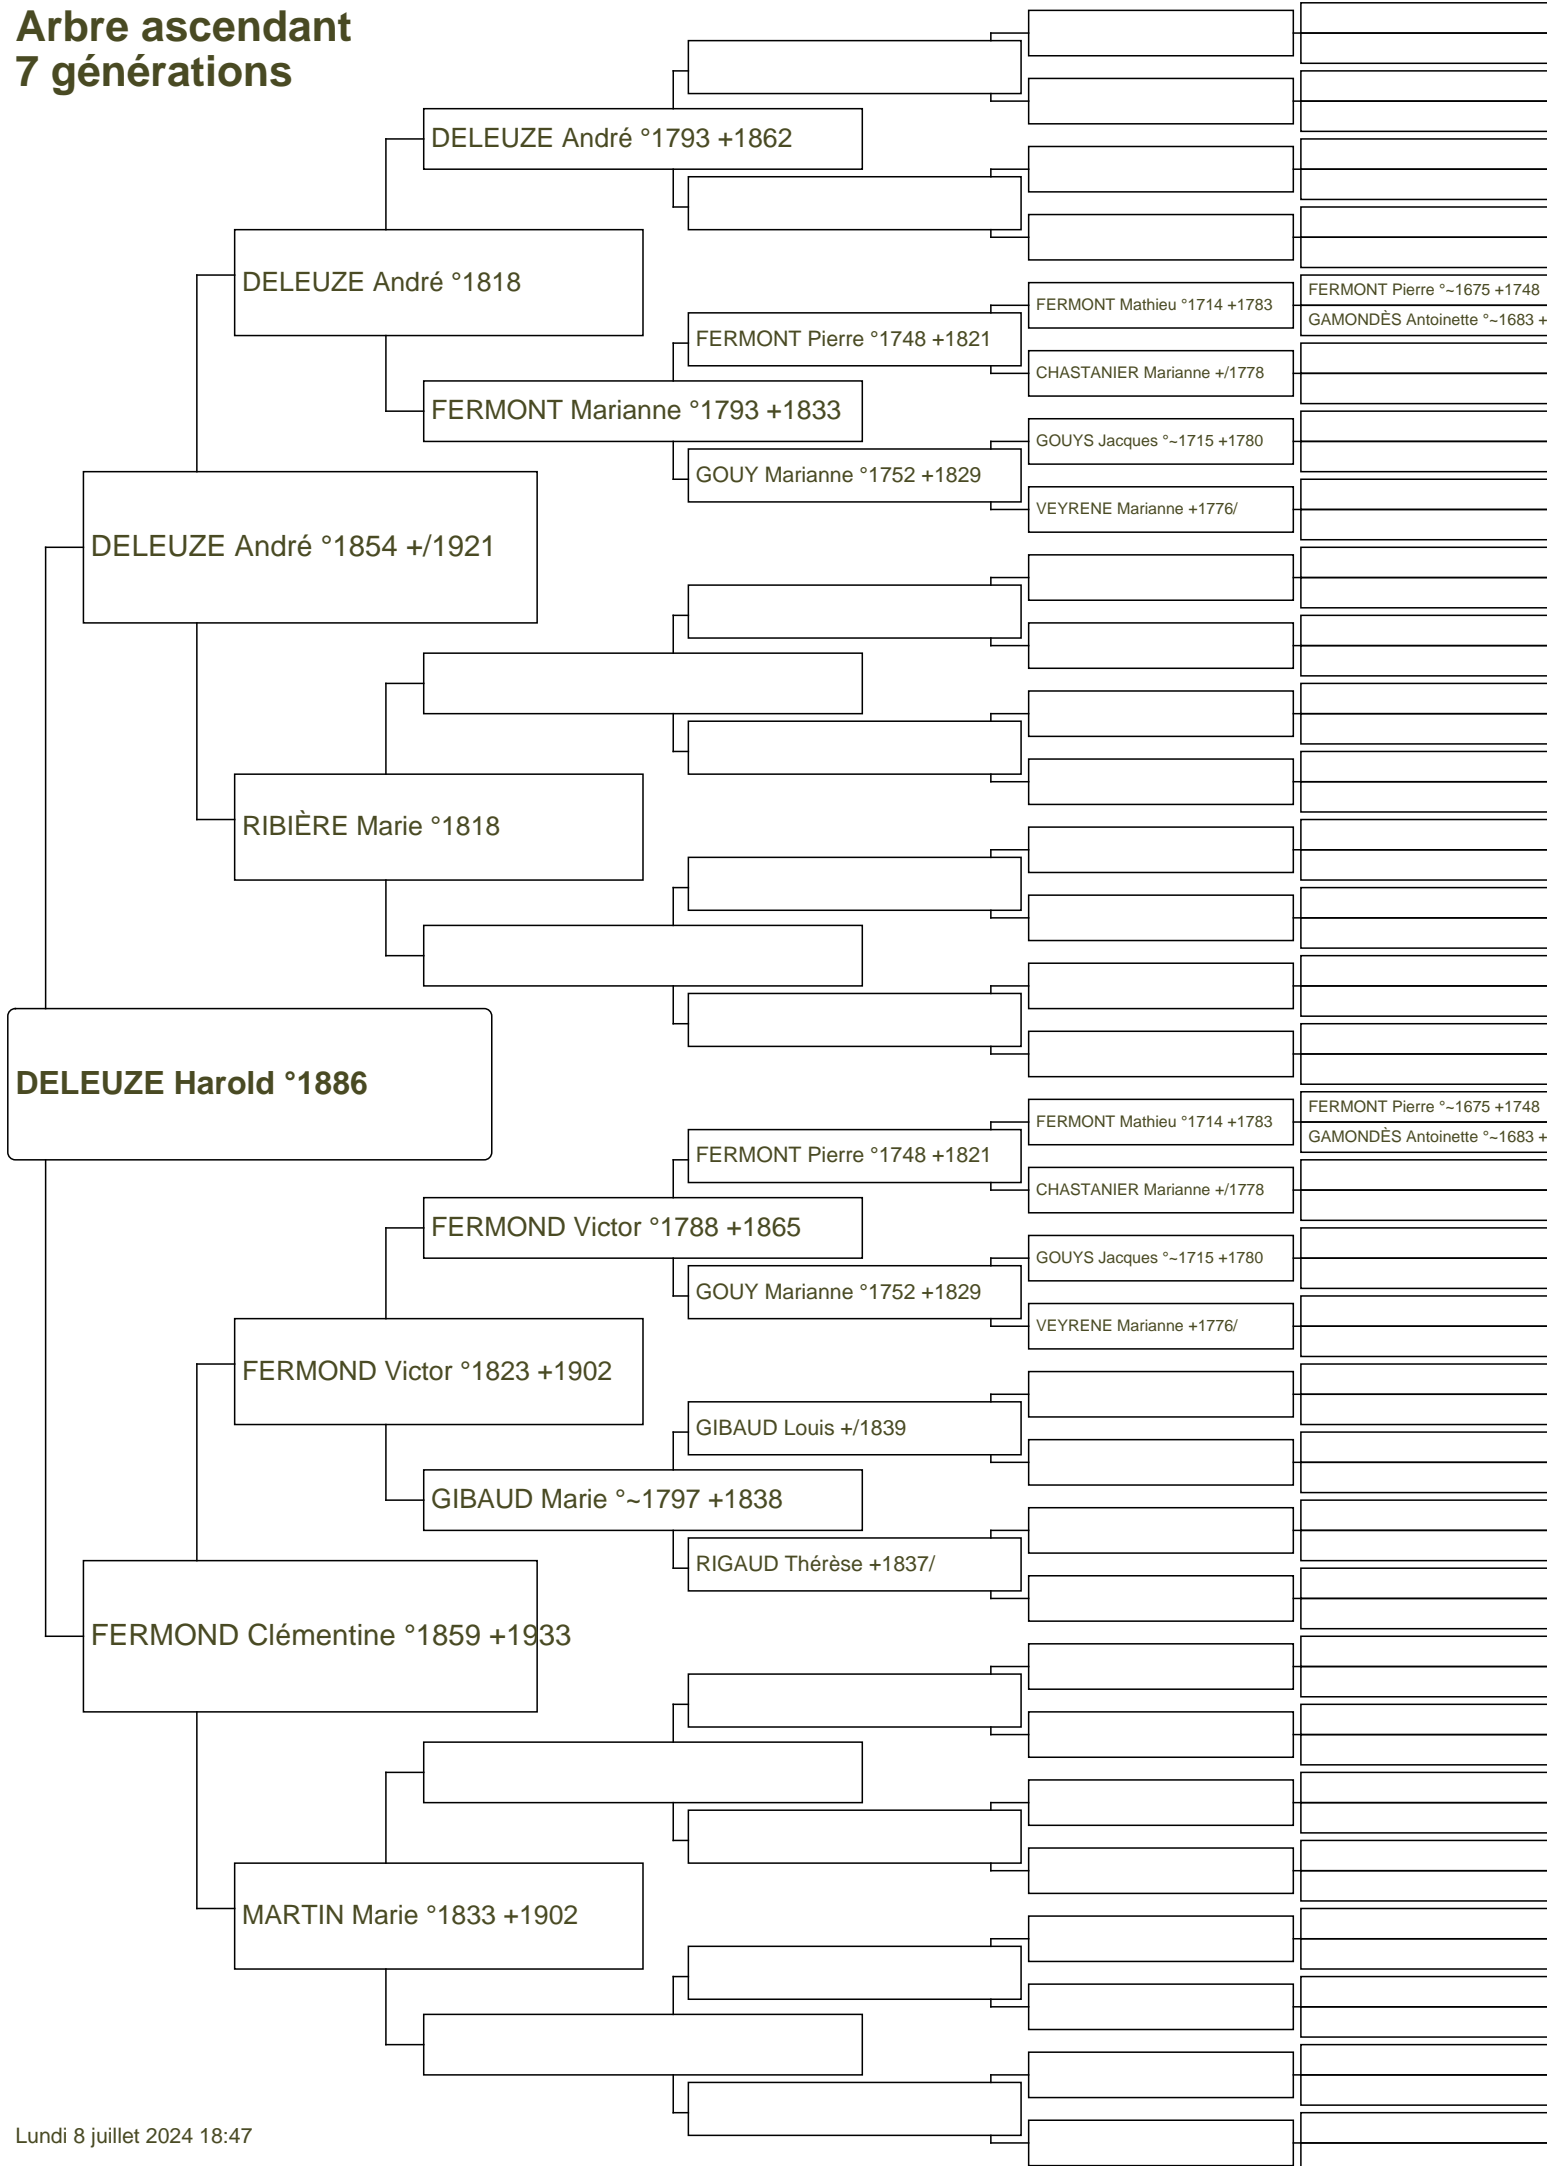 Arbre ascendant
7 générations
DELEUZE André °1793 +1862
DELEUZE André °1818
FERMONT Pierre °~1675 +1748
FERMONT Mathieu °1714 +1783
GAMONDÈS Antoinette °~1683 +
FERMONT Pierre °1748 +1821
CHASTANIER Marianne +/1778
FERMONT Marianne °1793 +1833
GOUYS Jacques °~1715 +1780
GOUY Marianne °1752 +1829
VEYRENE Marianne +1776/
DELEUZE André °1854 +/1921
RIBIÈRE Marie °1818
DELEUZE Harold °1886
FERMONT Pierre °~1675 +1748
FERMONT Mathieu °1714 +1783
GAMONDÈS Antoinette °~1683 +
FERMONT Pierre °1748 +1821
CHASTANIER Marianne +/1778
FERMOND Victor °1788 +1865
GOUYS Jacques °~1715 +1780
GOUY Marianne °1752 +1829
VEYRENE Marianne +1776/
FERMOND Victor °1823 +1902
GIBAUD Louis +/1839
GIBAUD Marie °~1797 +1838
RIGAUD Thérèse +1837/
FERMOND Clémentine °1859 +1933
MARTIN Marie °1833 +1902
Lundi 8 juillet 2024 18:47